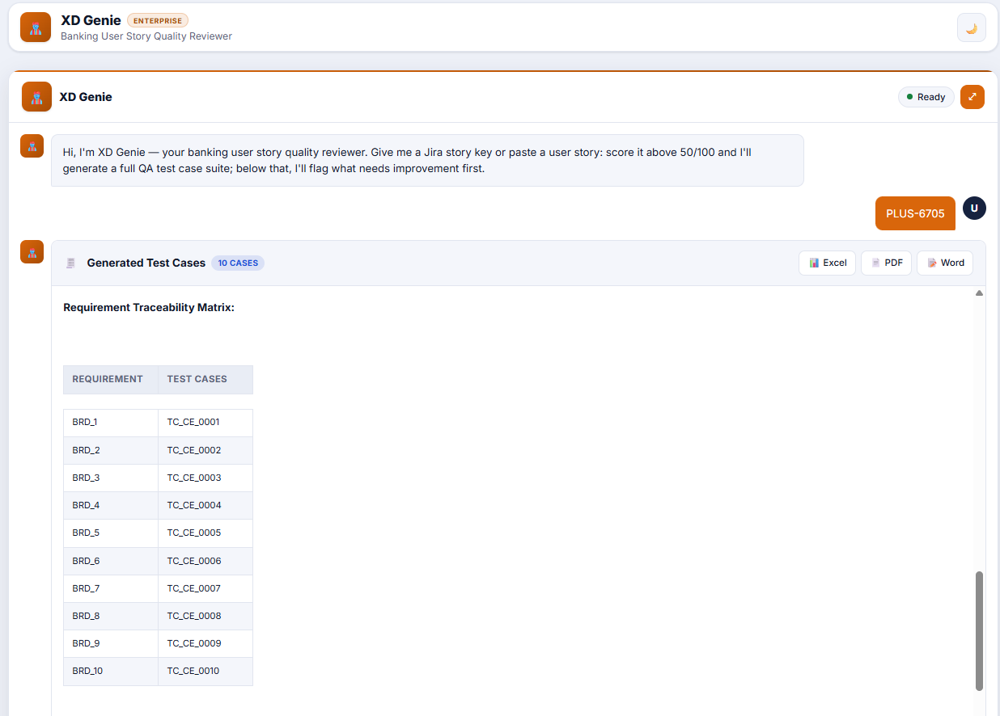 XD Genie ENTERPRISE
Banking User Story Quality Reviewer
XD Genie
Ready
Hi, I'm XD Genie — your banking user story quality reviewer. Give me a Jira story key or paste a user story: score it above 50/100 and I'll
generate a full QA test case suite; below that, I'll flag what needs improvement first.
PLUS-6705
U
Generated Test Cases 10 CASES
Excel
PDF
Word
Requirement Traceability Matrix:
REQUIREMENT TEST CASES
BRD_1 TC_CE_0001
BRD_2 TC_CE_0002
BRD_3 TC_CE_0003
BRD_4 TC_CE_0004
BRD_5 TC_CE_0005
BRD_6 TC_CE_0006
BRD_7 TC_CE_0007
BRD_8 TC_CE_0008
BRD_9 TC_CE_0009
BRD_10 TC_CE_0010